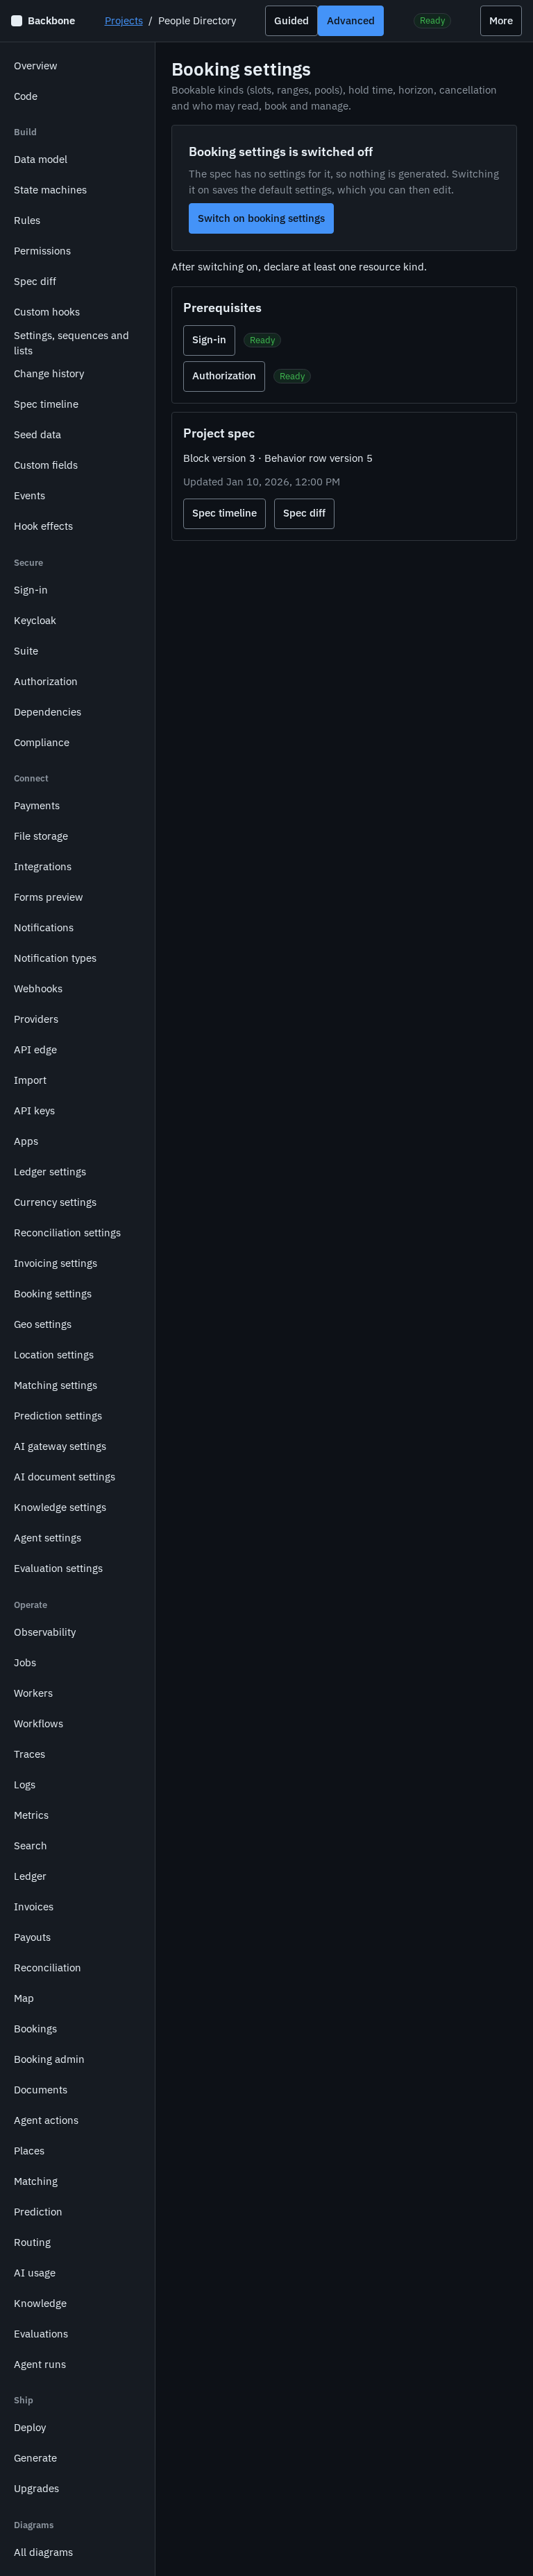 Backbone
Projects / People Directory
Guided
Advanced
Ready
More
Overview
Code
Build
Data model
State machines
Rules
Permissions
Spec diff
Custom hooks
Settings, sequences and
lists
Change history
Spec timeline
Seed data
Custom fields
Events
Hook effects
Secure
Sign-in
Keycloak
Suite
Authorization
Dependencies
Compliance
Connect
Payments
File storage
Integrations
Forms preview
Notifications
Notification types
Webhooks
Providers
API edge
Import
API keys
Apps
Ledger settings
Currency settings
Reconciliation settings
Invoicing settings
Booking settings
Geo settings
Location settings
Matching settings
Prediction settings
AI gateway settings
AI document settings
Knowledge settings
Agent settings
Evaluation settings
Operate
Observability
Jobs
Workers
Workflows
Traces
Logs
Metrics
Search
Ledger
Invoices
Payouts
Reconciliation
Map
Bookings
Booking admin
Documents
Agent actions
Places
Matching
Prediction
Routing
AI usage
Knowledge
Evaluations
Agent runs
Ship
Deploy
Generate
Upgrades
Diagrams
All diagrams
Booking settings
Bookable kinds (slots, ranges, pools), hold time, horizon, cancellation
and who may read, book and manage.
Booking settings is switched off
The spec has no settings for it, so nothing is generated. Switching
it on saves the default settings, which you can then edit.
Switch on booking settings
After switching on, declare at least one resource kind.
Prerequisites
Sign-in
Ready
Authorization
Ready
Project spec
Block version 3 · Behavior row version 5
Updated Jan 10, 2026, 12:00 PM
Spec timeline
Spec diff